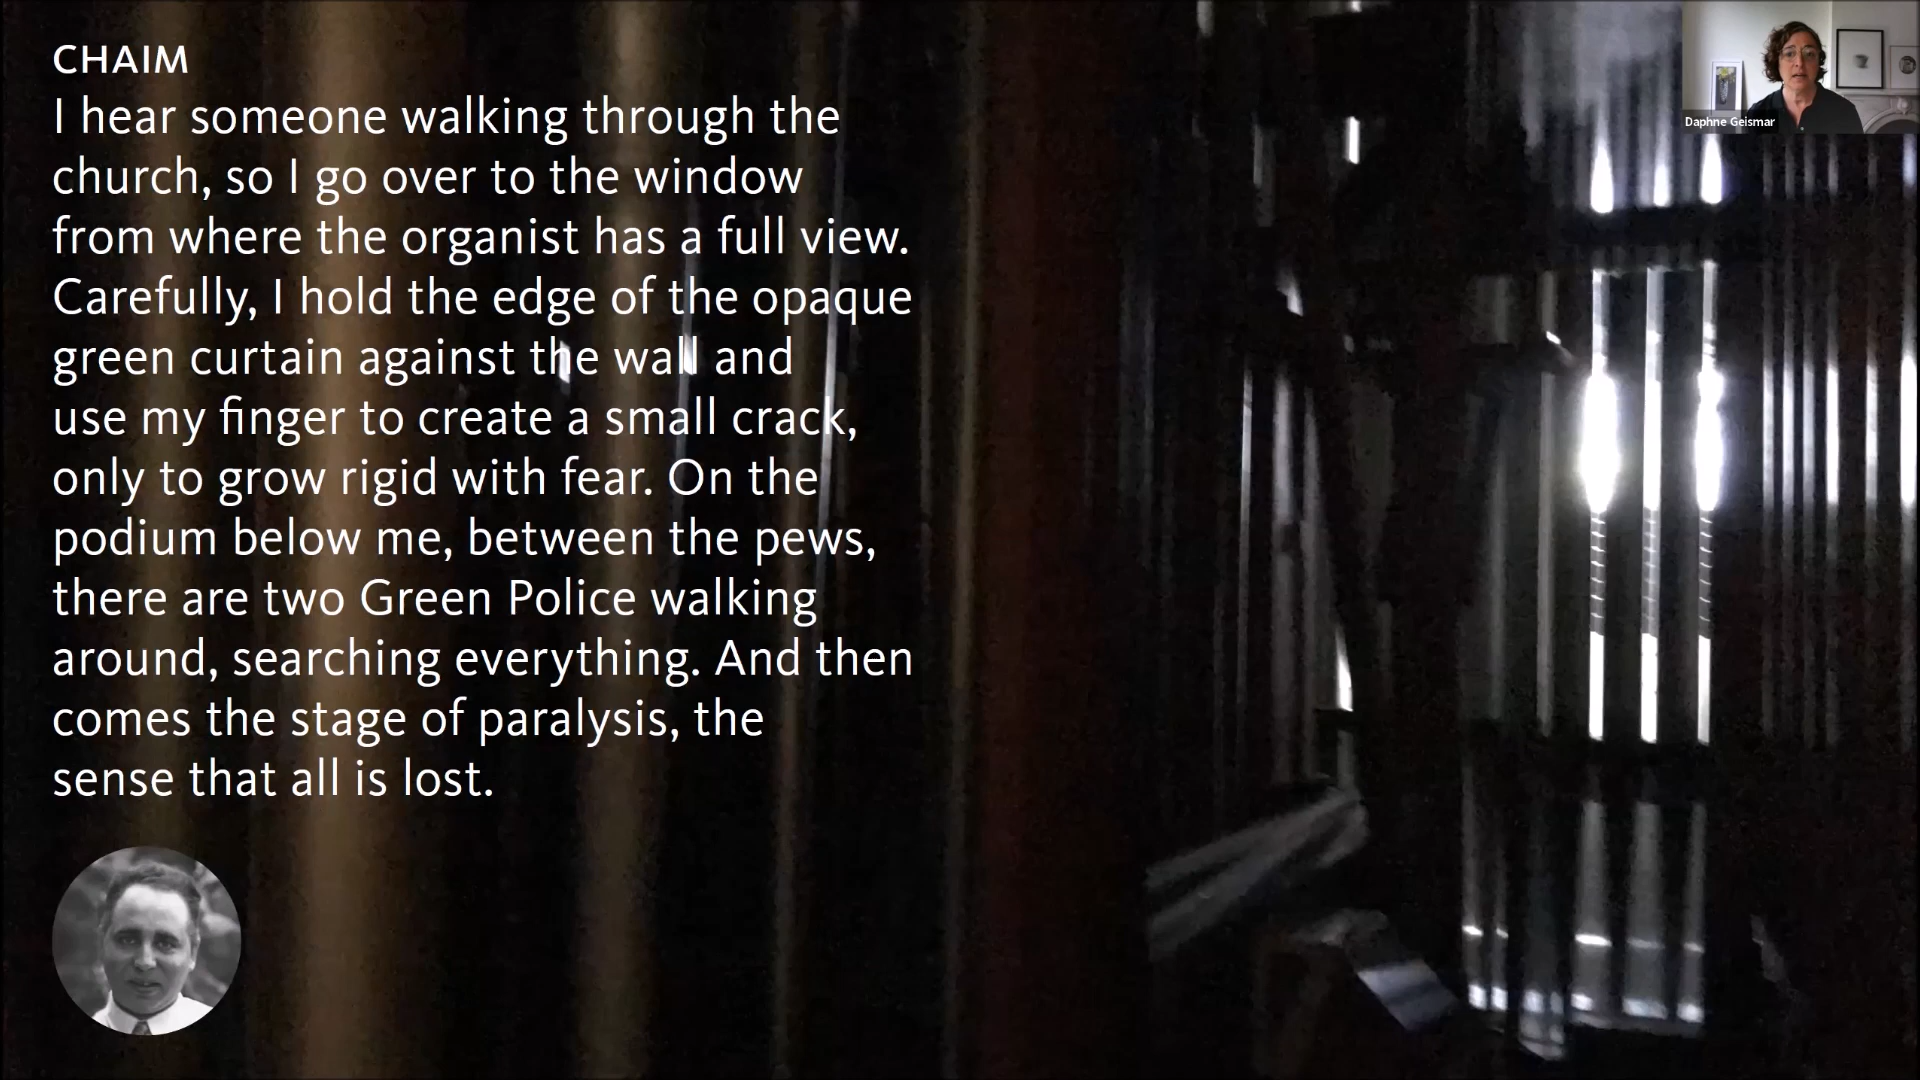 CHAIM
I hear someone walking through the
church, so I go over to the window
from where the organist has a full view.
Carefully, I hold the edge of the opaque
green curtain against the wall and
use my finger to create a small crack,
only to grow rigid with fear. On the
podium below me, between the pews,
there are two Green Police walking
around, searching everything. And then
comes the stage of paralysis, the
sense that all is lost.
Daphne Geismar